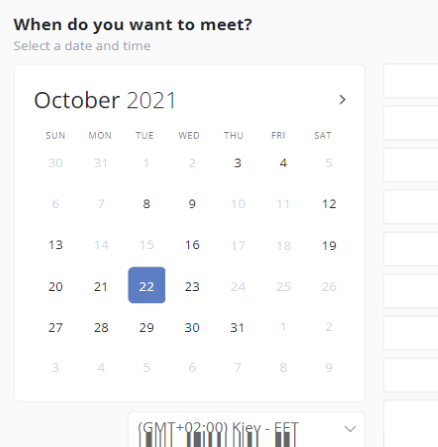 When do you want to meet?
Select a date and time
October 2021 >
SUN MON TUE WED THU FRI SAT
30 31 1 2 3 4 5
6 7 8 9 10 11 12
13 14 15 16 17 18 19
20 21 22 23 24 25 26
27 28 29 30 31 1 2
3 4 5 6 7 8 9
(GMT+02:00) Kiev - EET